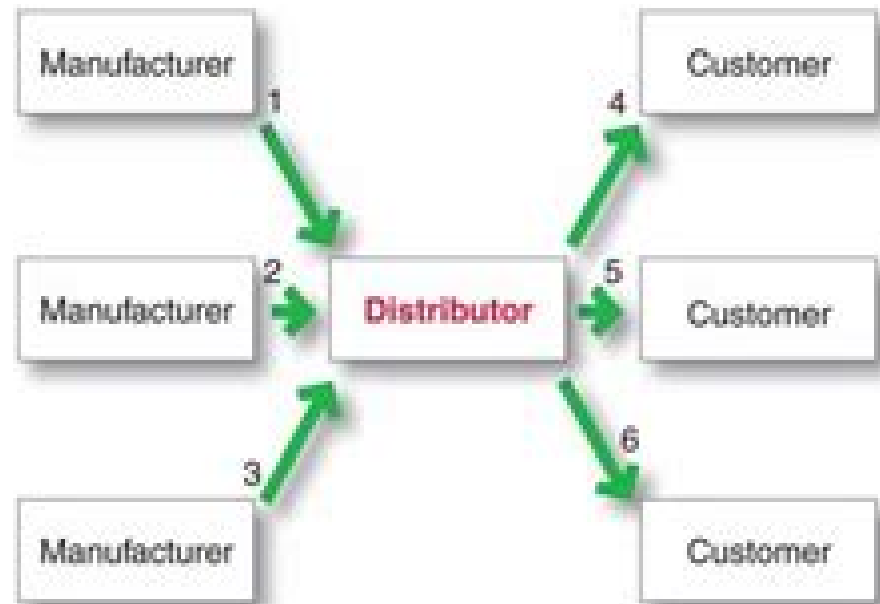 Manufacturer
Customer
1
4
Manufacturer
2
Distributor
5
Customer
3
6
Manufacturer
Customer